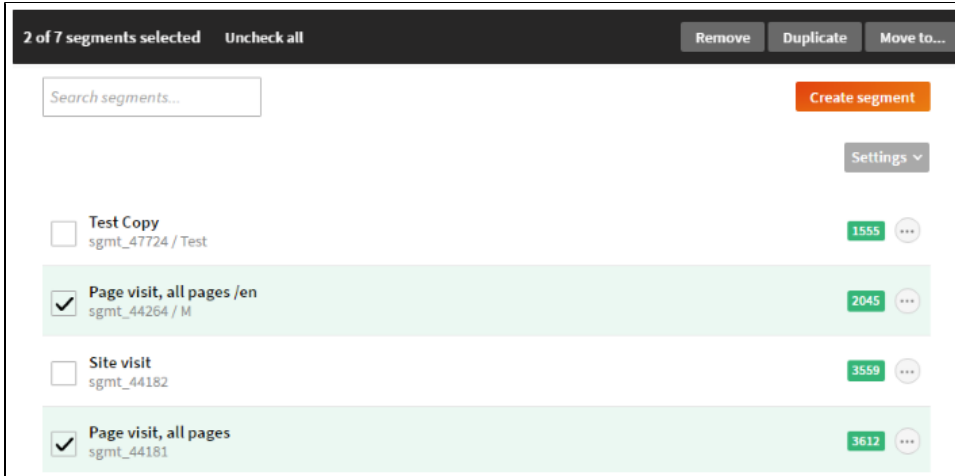 2 of 7 segments selected Uncheck all Remove Duplicate Move to...
Search segments...
Create segment
Settings
Test Copy
sgmt_47724 / Test
1555
Page visit, all pages /en
sgmt_44264 / M
2045
Site visit
sgmt_44182
3559
Page visit, all pages
sgmt_44181
3612